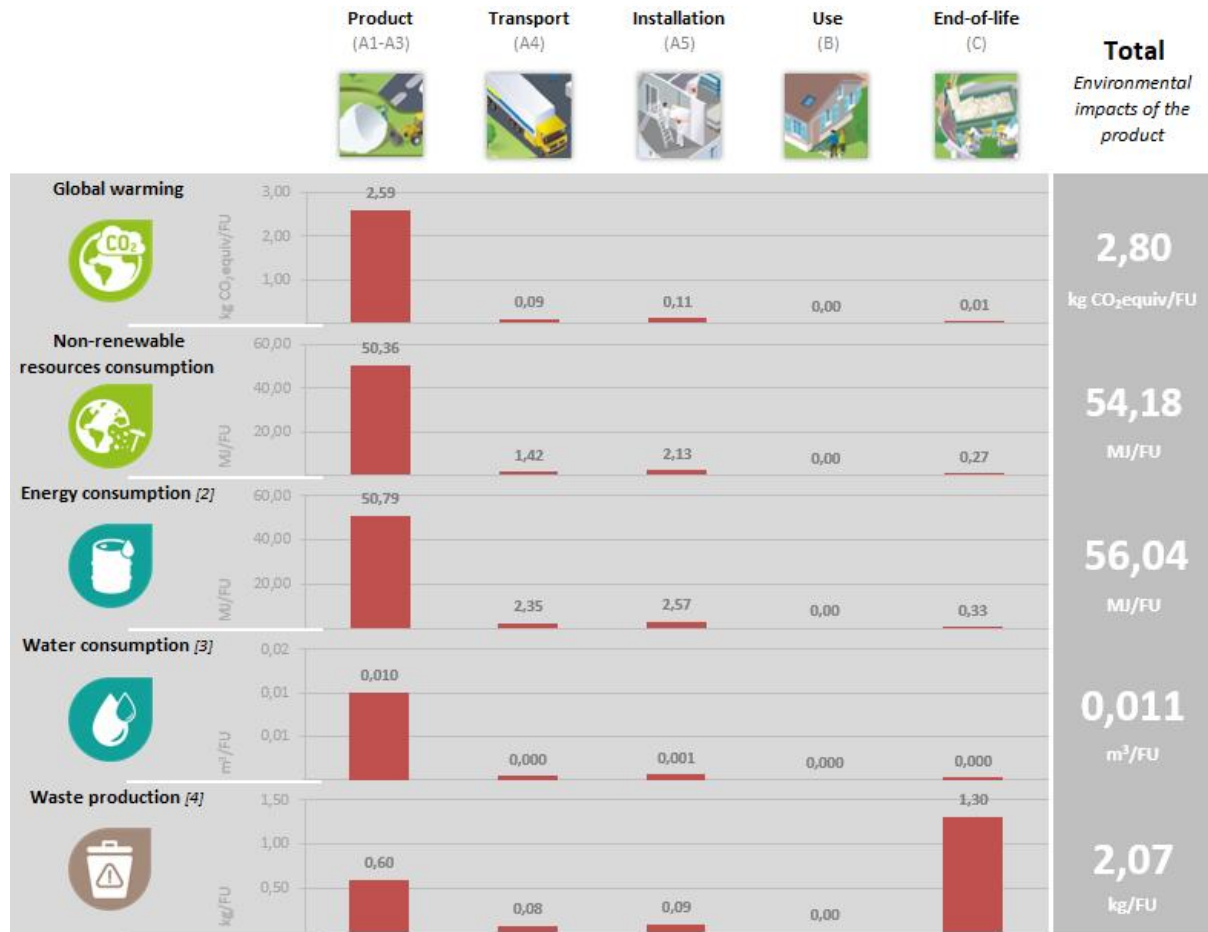 Product
(A1-A3)
Transport
(A4)
Installation
(A5)
Use
(B)
End-of-life
(C)
Total
Environmental
impacts of the
product
Global warming
CO2
kg CO₂equiv/FU
3,00
2,00
1,00
2,59
0,09
0,11
0,00
0,01
2,80
kg CO₂equiv/FU
Non-renewable
resources consumption
MJ/FU
60,00
40,00
20,00
50,36
1,42
2,13
0,00
0,27
54,18
MJ/FU
Energy consumption [2]
MJ/FU
60,00
40,00
20,00
50,79
2,35
2,57
0,00
0,33
56,04
MJ/FU
Water consumption [3]
m³/FU
0,02
0,01
0,01
0,010
0,000
0,001
0,000
0,000
0,011
m³/FU
Waste production [4]
kg/FU
1,50
1,00
0,50
0,60
0,08
0,09
0,00
1,30
2,07
kg/FU